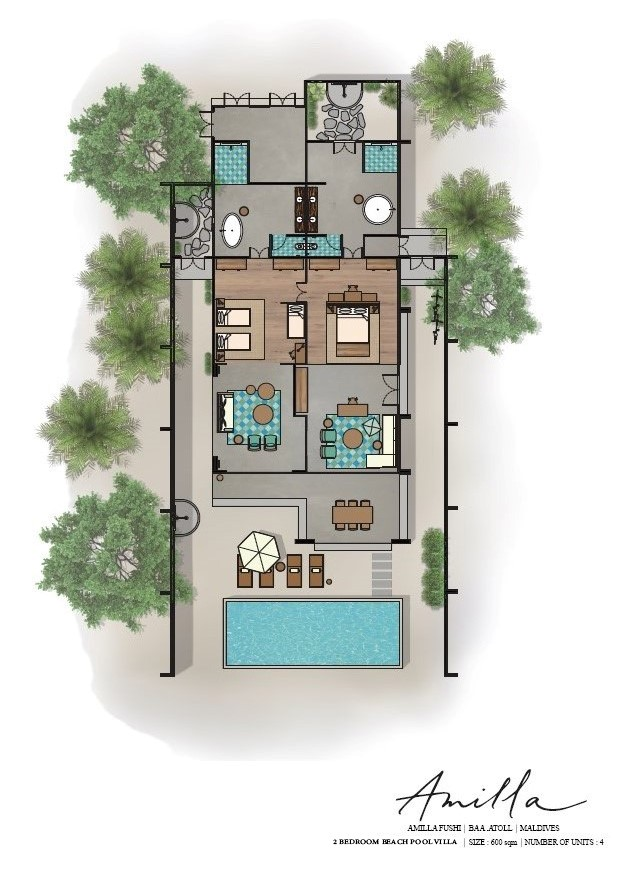 Amilla
AMILLA FUSHI | BAA .ATOLL | MALDIVES
2 BEDROOM BEACH POOL VILLA | SIZE : 600 sqm | NUMBER OF UNITS : 4